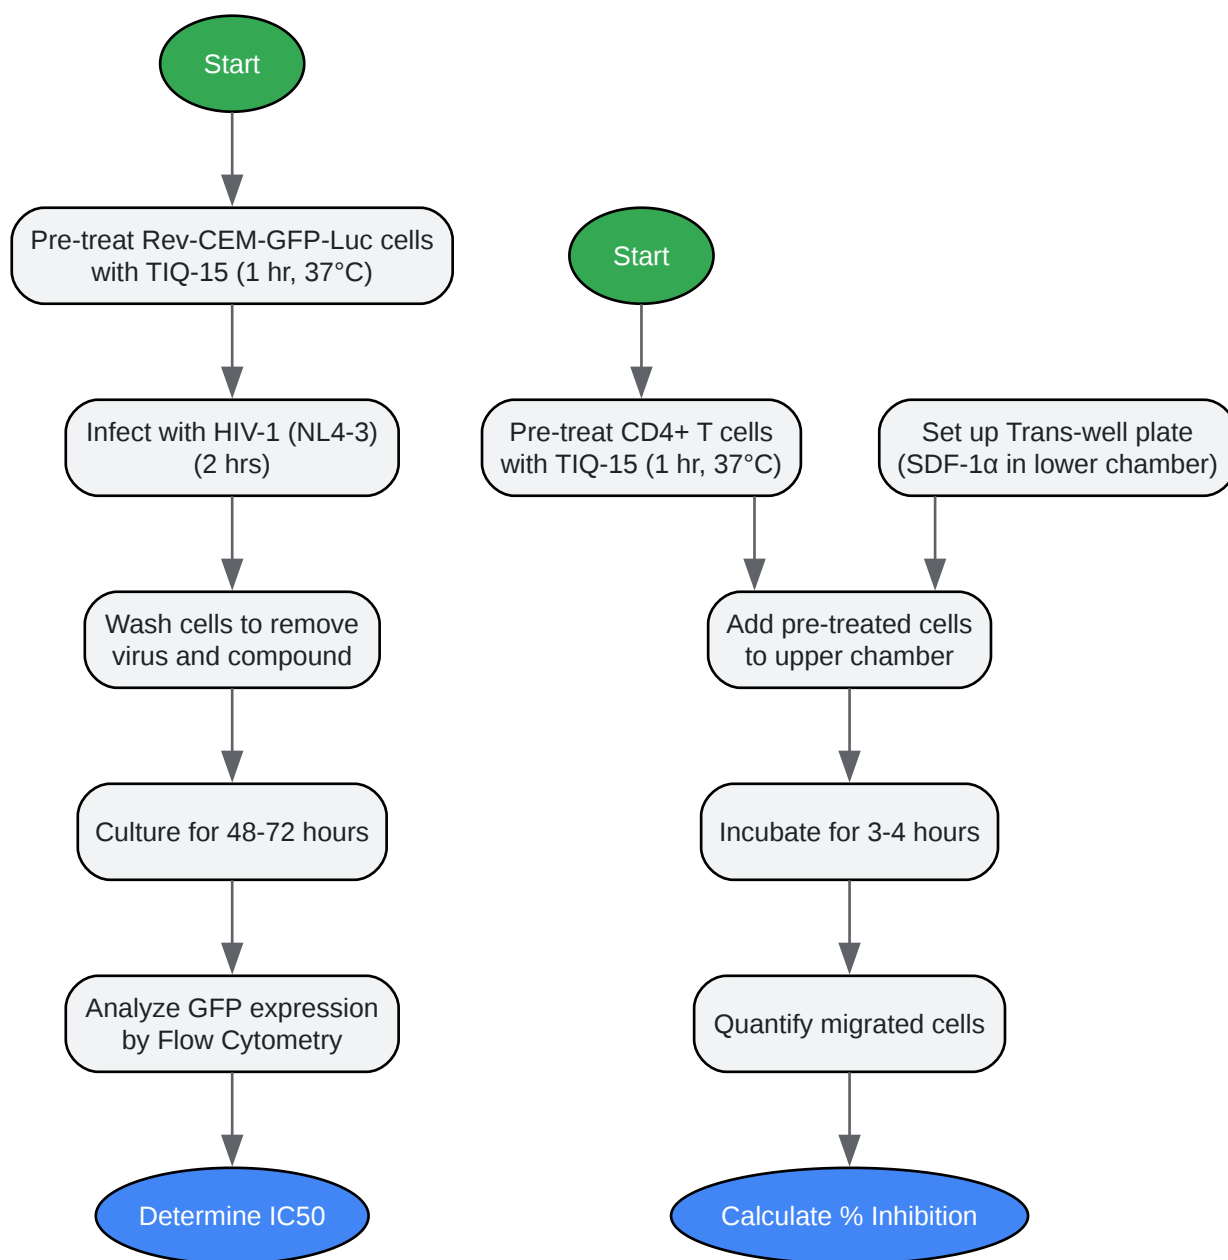 Start
Pre-treat Rev-CEM-GFP-Luc cells
with TIQ-15 (1 hr, 37°C)
Infect with HIV-1 (NL4-3)
(2 hrs)
Wash cells to remove
virus and compound
Culture for 48-72 hours
Analyze GFP expression
by Flow Cytometry
Determine IC50
Start
Pre-treat CD4+ T cells
with TIQ-15 (1 hr, 37°C)
Set up Trans-well plate
(SDF-1α in lower chamber)
Add pre-treated cells
to upper chamber
Incubate for 3-4 hours
Quantify migrated cells
Calculate % Inhibition